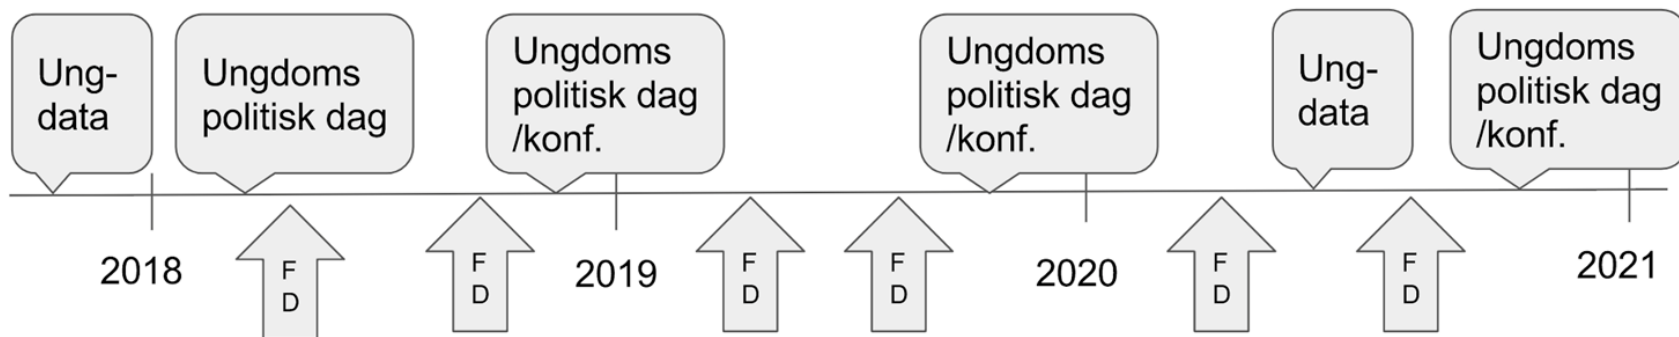 Ung-
data
Ungdoms
politisk dag
Ungdoms
politisk dag
/konf.
Ungdoms
politisk dag
/konf.
Ung-
data
Ungdoms
politisk dag
/konf.
2018
F
D
F
D
2019
F
D
F
D
2020
F
D
F
D
2021